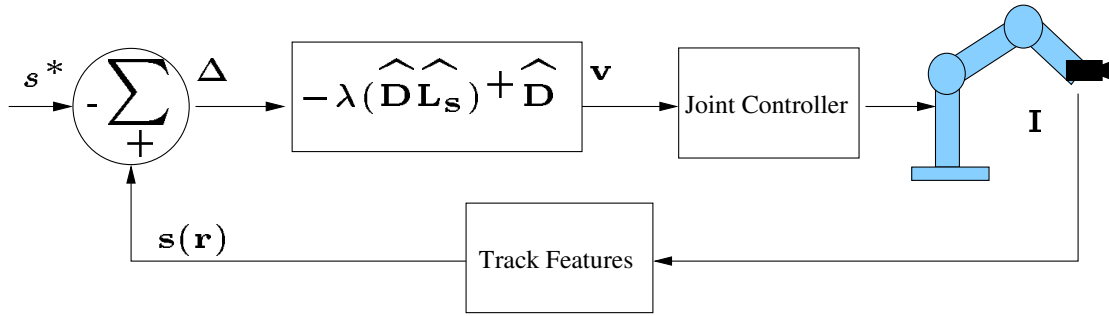 s*
- ∑ +
Δ
-λ(D̂L̂ₛ)⁺D̂
v
Joint Controller
I
s(r)
Track Features